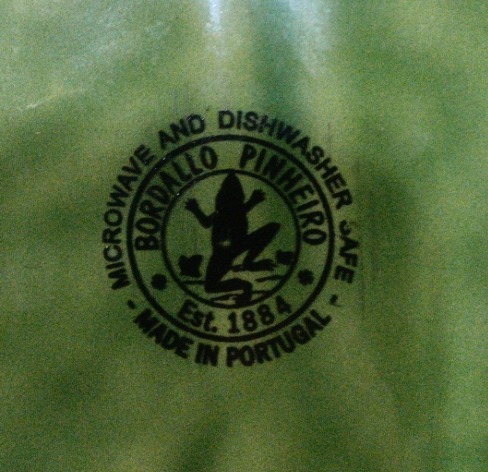 MICROWAVE AND DISHWASHER SAFE
BORDALLO PINHEIRO
Est. 1884
- MADE IN PORTUGAL -